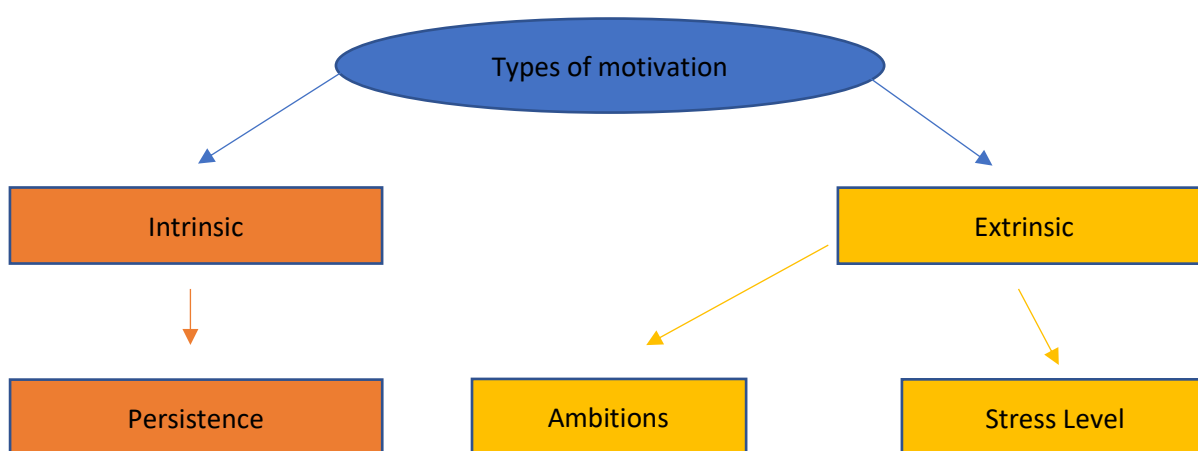 Types of motivation
Intrinsic
Extrinsic
Persistence
Ambitions
Stress Level